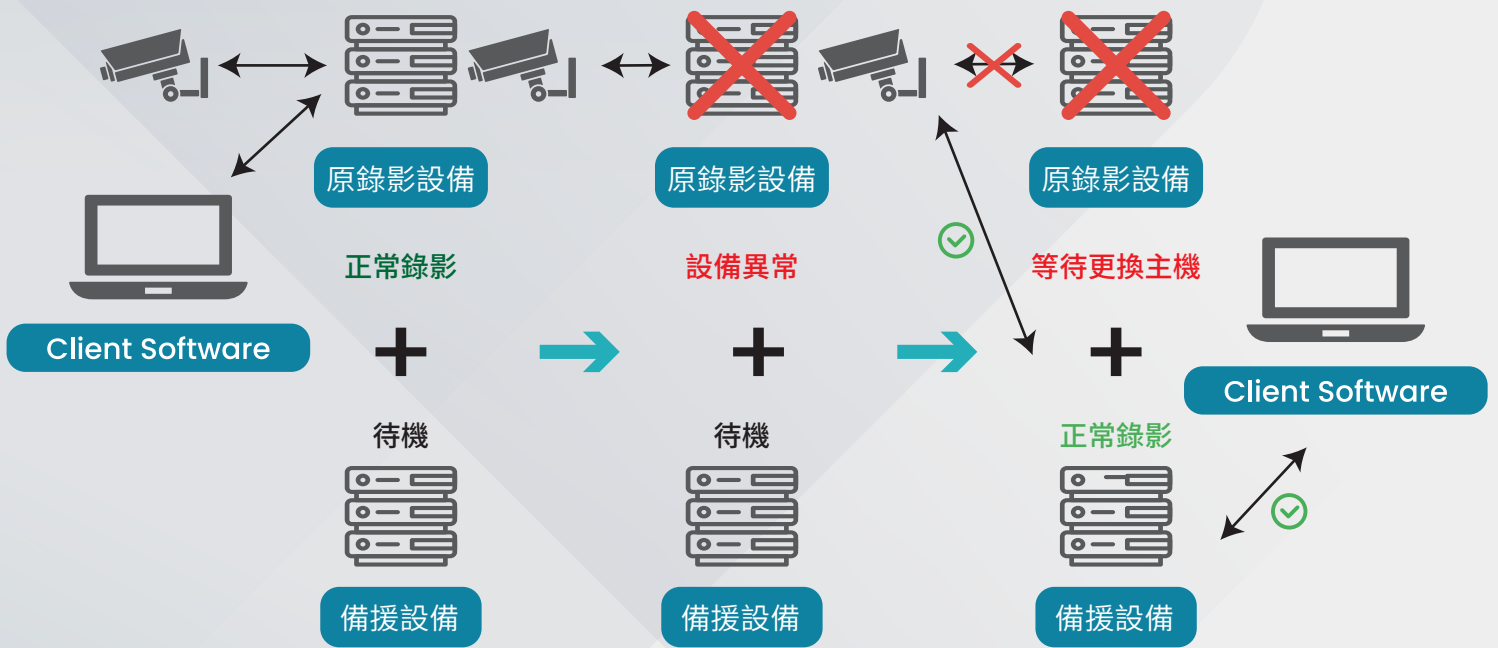 原錄影設備
原錄影設備
原錄影設備
正常錄影
設備異常
等待更換主機
Client Software
Client Software
待機
待機
正常錄影
備援設備
備援設備
備援設備